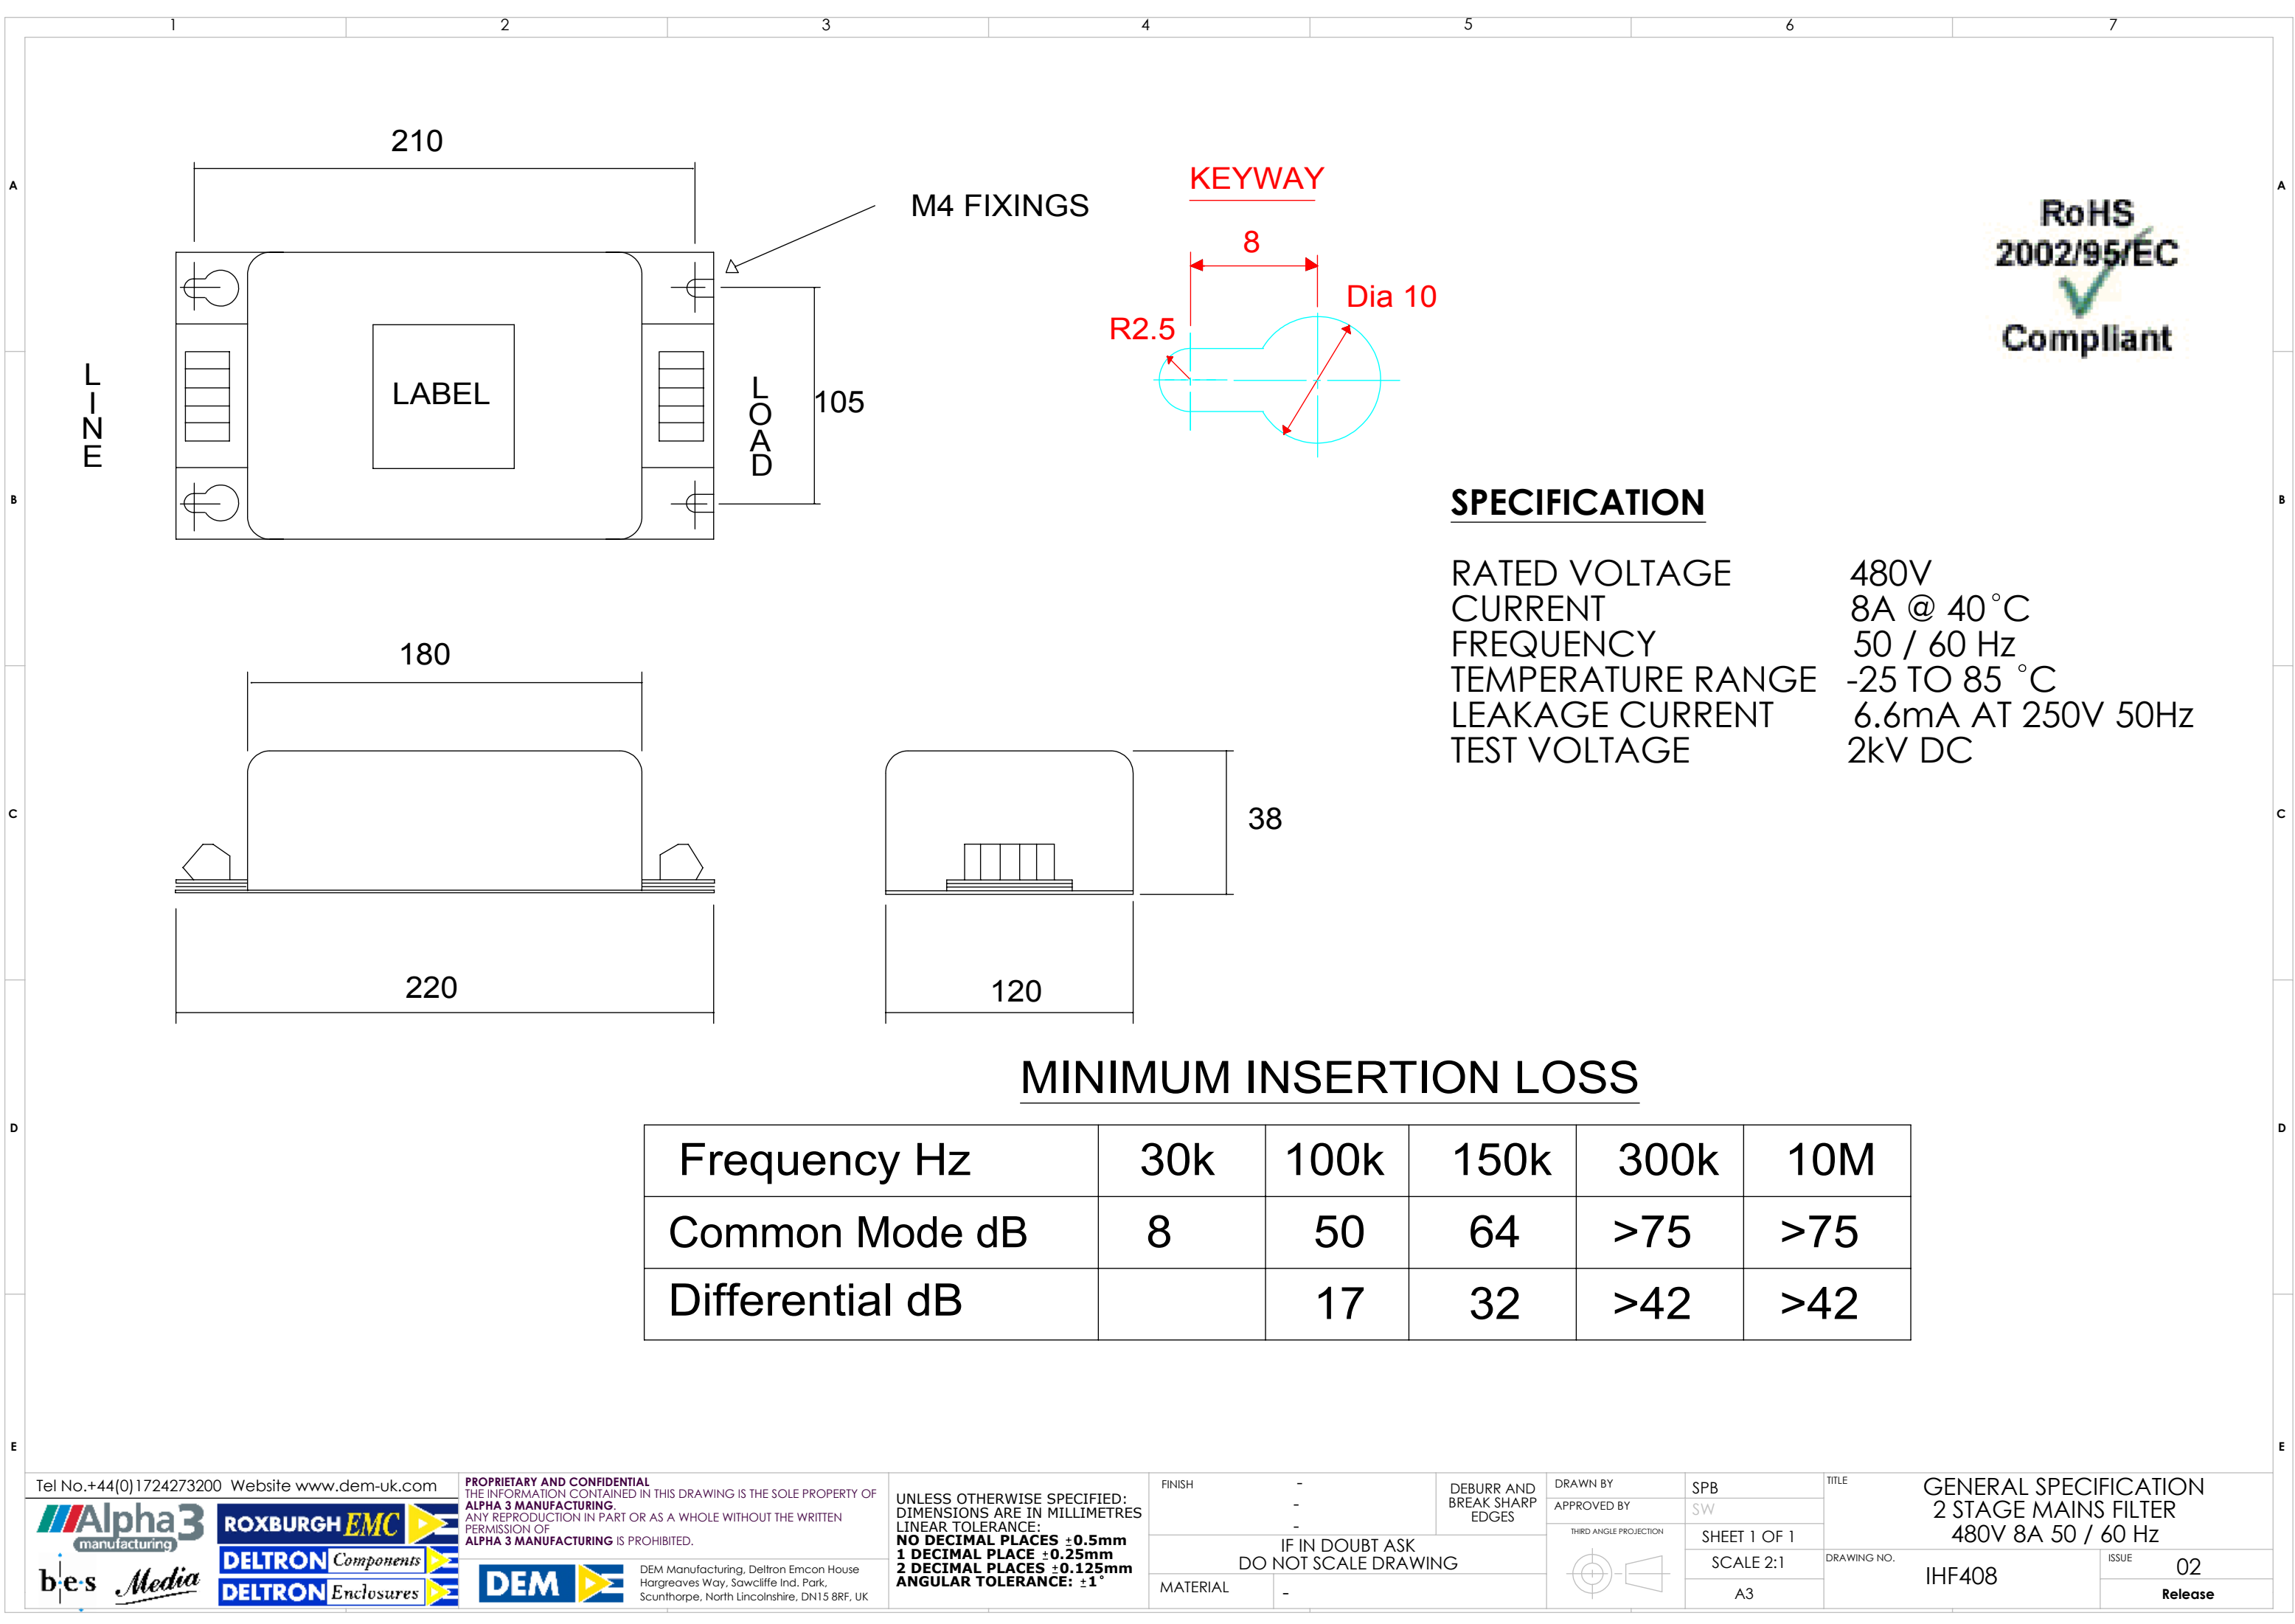 1 2 3 4 5 6 7
A A
B B
C C
D D
E E
210
M4 FIXINGS
LINE
LABEL
LOAD
105
KEYWAY
8
Dia 10
R2.5
RoHS
2002/95/EC
Compliant
SPECIFICATION
RATED VOLTAGE 480V
CURRENT 8A @ 40°C
FREQUENCY 50 / 60 Hz
TEMPERATURE RANGE -25 TO 85 °C
LEAKAGE CURRENT 6.6mA AT 250V 50Hz
TEST VOLTAGE 2kV DC
180
220
38
120
MINIMUM INSERTION LOSS
Frequency Hz 30k 100k 150k 300k 10M
Common Mode dB 8 50 64 >75 >75
Differential dB 17 32 >42 >42
Tel No.+44(0)1724273200 Website www.dem-uk.com
Alpha3
manufacturing
ROXBURGH EMC
DELTRON Components
DELTRON Enclosures
b·e·s Media
PROPRIETARY AND CONFIDENTIAL
THE INFORMATION CONTAINED IN THIS DRAWING IS THE SOLE PROPERTY OF
ALPHA 3 MANUFACTURING.
ANY REPRODUCTION IN PART OR AS A WHOLE WITHOUT THE WRITTEN
PERMISSION OF
ALPHA 3 MANUFACTURING IS PROHIBITED.
DEM
DEM Manufacturing, Deltron Emcon House
Hargreaves Way, Sawcliffe Ind. Park,
Scunthorpe, North Lincolnshire, DN15 8RF, UK
UNLESS OTHERWISE SPECIFIED:
DIMENSIONS ARE IN MILLIMETRES
LINEAR TOLERANCE:
NO DECIMAL PLACES ±0.5mm
1 DECIMAL PLACE ±0.25mm
2 DECIMAL PLACES ±0.125mm
ANGULAR TOLERANCE: ±1°
FINISH -
-
-
IF IN DOUBT ASK
DO NOT SCALE DRAWING
MATERIAL -
DEBURR AND
BREAK SHARP
EDGES
DRAWN BY SPB
APPROVED BY SW
THIRD ANGLE PROJECTION
SHEET 1 OF 1
SCALE 2:1
A3
TITLE
GENERAL SPECIFICATION
2 STAGE MAINS FILTER
480V 8A 50 / 60 Hz
DRAWING NO.
IHF408
ISSUE 02
Release